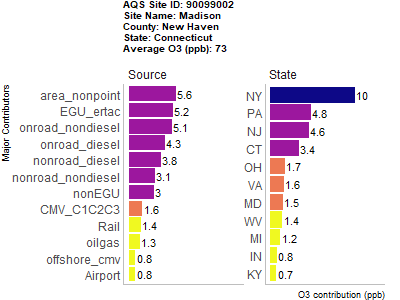 AQS Site ID: 90099002
Site Name: Madison
County: New Haven
State: Connecticut
Average O3 (ppb): 73
Major Contributors
Source
area_nonpoint 5.6
EGU_ertac 5.2
onroad_nondiesel 5.1
onroad_diesel 4.3
nonroad_diesel 3.8
nonroad_nondiesel 3.1
nonEGU 3
CMV_C1C2C3 1.6
Rail 1.4
oilgas 1.3
offshore_cmv 0.8
Airport 0.8
State
NY 10
PA 4.8
NJ 4.6
CT 3.4
OH 1.7
VA 1.6
MD 1.5
WV 1.4
MI 1.2
IN 0.8
KY 0.7
O3 contribution (ppb)